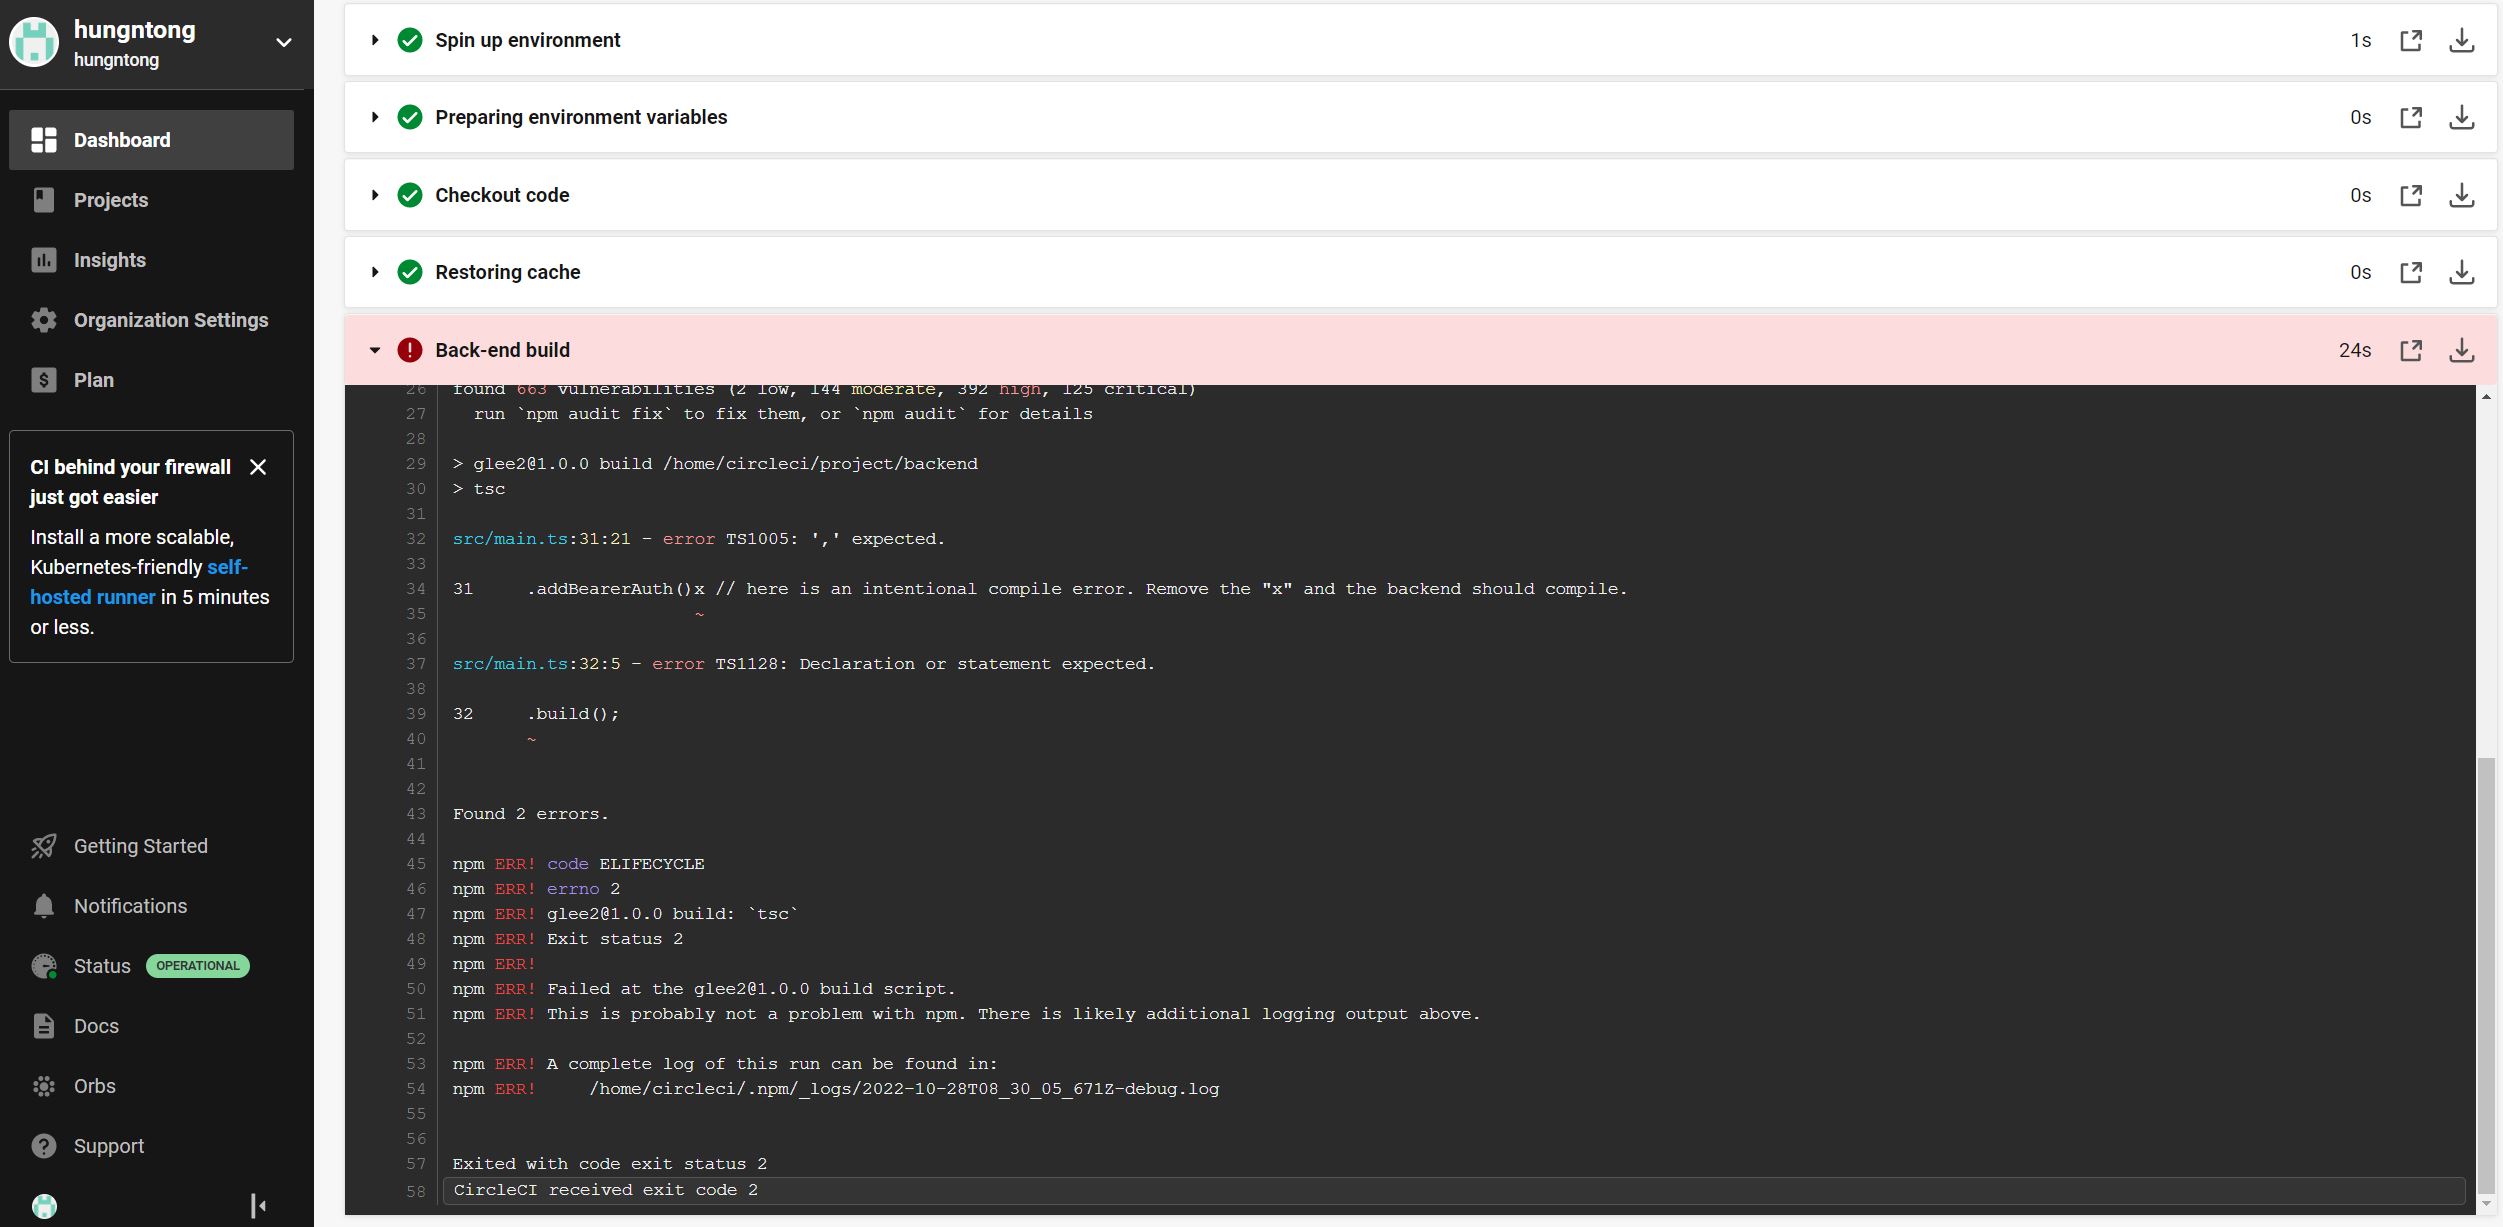 hungntong
hungntong
Dashboard
Projects
Insights
Organization Settings
Plan
CI behind your firewall
just got easier
Install a more scalable,
Kubernetes-friendly self-
hosted runner in 5 minutes
or less.
Getting Started
Notifications
Status OPERATIONAL
Docs
Orbs
Support
Spin up environment 1s
Preparing environment variables 0s
Checkout code 0s
Restoring cache 0s
Back-end build 24s
26 found 663 vulnerabilities (2 low, 144 moderate, 392 high, 125 critical)
27 run `npm audit fix` to fix them, or `npm audit` for details
28
29 > glee2@1.0.0 build /home/circleci/project/backend
30 > tsc
31
32 src/main.ts:31:21 - error TS1005: ',' expected.
33
34 31 .addBearerAuth()x // here is an intentional compile error. Remove the "x" and the backend should compile.
35 ~
36
37 src/main.ts:32:5 - error TS1128: Declaration or statement expected.
38
39 32 .build();
40 ~
41
42
43 Found 2 errors.
44
45 npm ERR! code ELIFECYCLE
46 npm ERR! errno 2
47 npm ERR! glee2@1.0.0 build: `tsc`
48 npm ERR! Exit status 2
49 npm ERR!
50 npm ERR! Failed at the glee2@1.0.0 build script.
51 npm ERR! This is probably not a problem with npm. There is likely additional logging output above.
52
53 npm ERR! A complete log of this run can be found in:
54 npm ERR! /home/circleci/.npm/_logs/2022-10-28T08_30_05_671Z-debug.log
55
56
57 Exited with code exit status 2
58 CircleCI received exit code 2